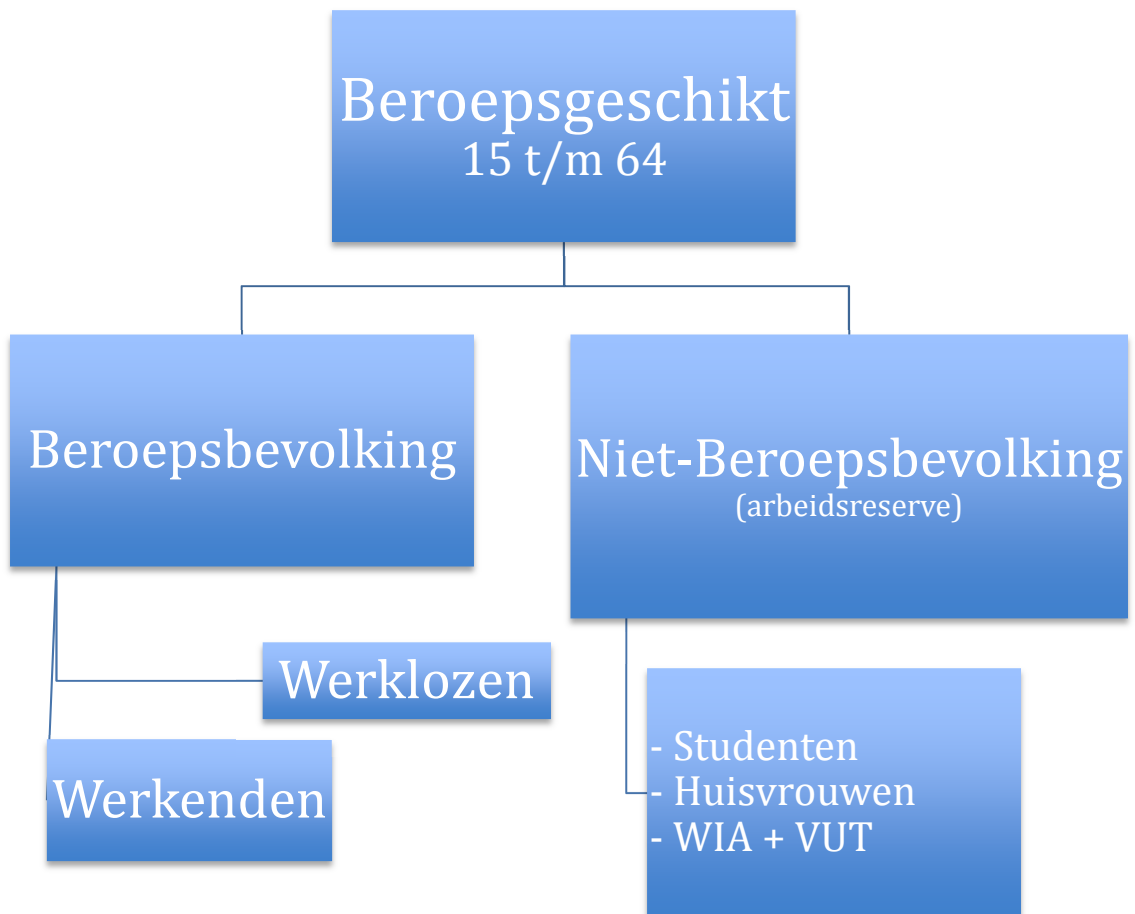 Beroepsgeschikt
15 t/m 64
Beroepsbevolking
Niet-Beroepsbevolking
(arbeidsreserve)
Werklozen
Werkenden
- Studenten
- Huisvrouwen
- WIA + VUT